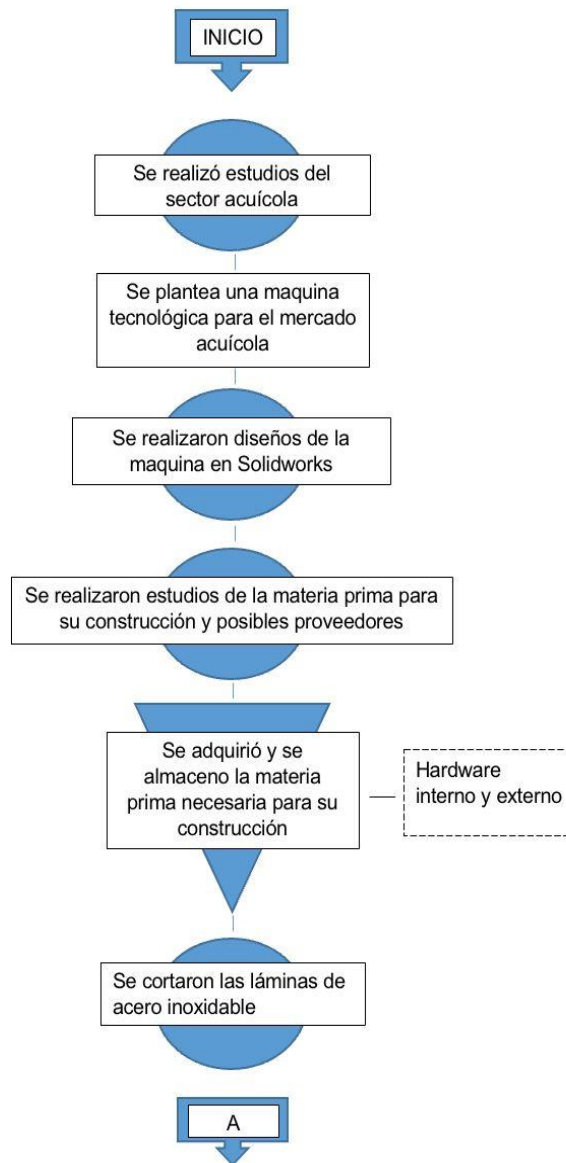 INICIO
Se realizó estudios del
sector acuícola
Se plantea una maquina
tecnológica para el mercado
acuícola
Se realizaron diseños de la
maquina en Solidworks
Se realizaron estudios de la materia prima para
su construcción y posibles proveedores
Se adquirió y se
almaceno la materia
prima necesaria para su
construcción
Hardware
interno y externo
Se cortaron las láminas de
acero inoxidable
A